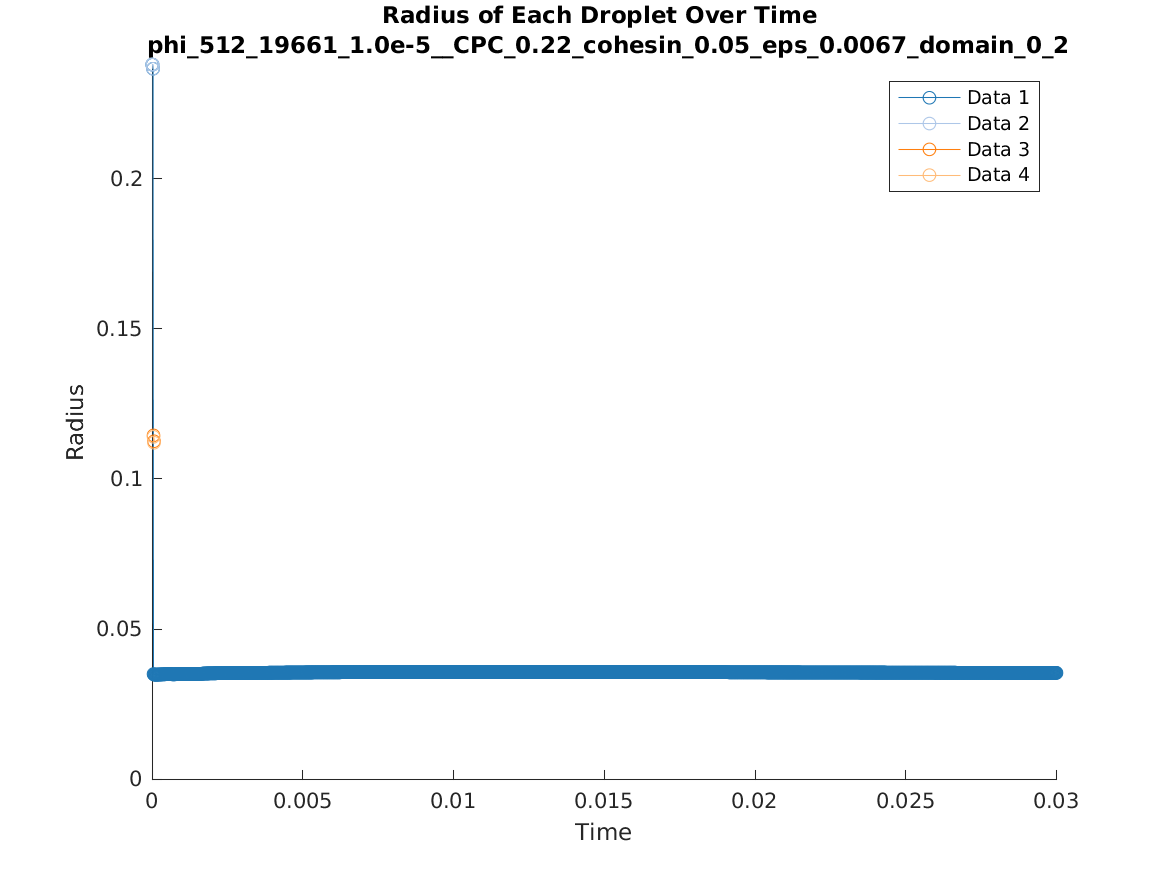 Radius of Each Droplet Over Time
phi_512_19661_1.0e-5__CPC_0.22_cohesin_0.05_eps_0.0067_domain_0_2
Data 1
Data 2
Data 3
Data 4
0.2
0.15
0.1
0.05
0
Radius
0
0.005
0.01
0.015
0.02
0.025
0.03
Time